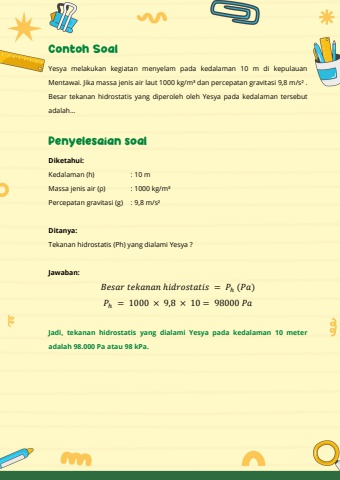 Contoh Soal
Yesya melakukan kegiatan menyelam pada kedalaman 10 m di kepulauan
Mentawai. Jika massa jenis air laut 1000 kg/m³ dan percepatan gravitasi 9,8 m/s² .
Besar tekanan hidrostatis yang diperoleh oleh Yesya pada kedalaman tersebut
adalah...
Penyelesaian soal
Diketahui:
Kedalaman (h) : 10 m
Massa jenis air (ρ) : 1000 kg/m³
Percepatan gravitasi (g) : 9,8 m/s²
Ditanya:
Tekanan hidrostatis (Ph) yang dialami Yesya ?
Jawaban:
Besar tekanan hidrostatis = Pₕ (Pa)
Pₕ = 1000 × 9,8 × 10 = 98000 Pa
Jadi, tekanan hidrostatis yang dialami Yesya pada kedalaman 10 meter
adalah 98.000 Pa atau 98 kPa.